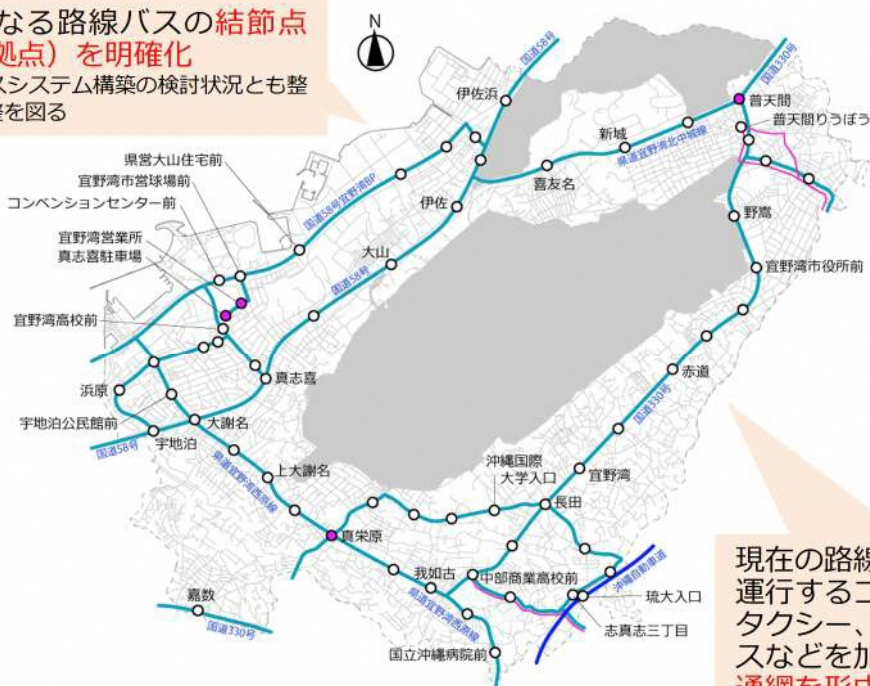 なる路線バスの結節点
拠点）を明確化
スシステム構築の検討状況とも整
を図る
N
国道58号
国道330号
伊佐浜
普天間
普天間りうぼう
新城
県道宜野湾北中城線
喜友名
県営大山住宅前
宜野湾市営球場前
コンベンションセンター前
国道58号宜野湾BP
伊佐
野嵩
宜野湾営業所
真志喜駐車場
大山
国道58号
宜野湾市役所前
宜野湾高校前
赤道
国道330号
浜原
真志喜
宇地泊公民館前
大謝名
宇地泊
国道58号
県道宜野湾西原線
上大謝名
沖縄国際
大学入口
宜野湾
長田
真栄原
我如古
中部商業高校前
沖縄自動車道
嘉数
国道330号
県道宜野湾西原線
琉大入口
志真志三丁目
国立沖縄病院前
現在の路線
運行するコ
タクシー、
スなどを加
通網を形成